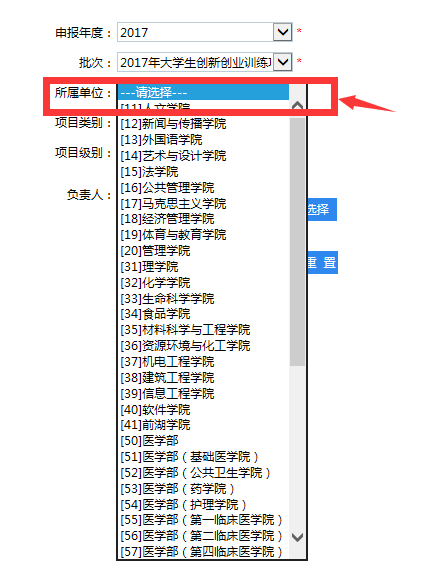 申报年度： 2017 *
批次： 2017年大学生创新创业训练 *
所属单位： ---请选择---
[11]人文学院
项目类别： [12]新闻与传播学院
[13]外国语学院
项目级别： [14]艺术与设计学院
[15]法学院
负责人： [16]公共管理学院
[17]马克思主义学院 选择
[18]经济管理学院
[19]体育与教育学院
[20]管理学院
[31]理学院 重 置
[32]化学学院
[33]生命科学学院
[34]食品学院
[35]材料科学与工程学院
[36]资源环境与化工学院
[37]机电工程学院
[38]建筑工程学院
[39]信息工程学院
[40]软件学院
[41]前湖学院
[50]医学部
[51]医学部（基础医学院）
[52]医学部（公共卫生学院）
[53]医学部（药学院）
[54]医学部（护理学院）
[55]医学部（第一临床医学院）
[56]医学部（第二临床医学院）
[57]医学部（第四临床医学院）